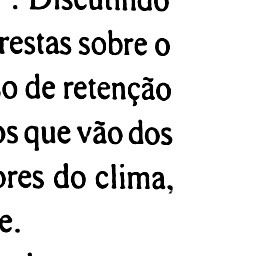 Discutindo
restas sobre o
o de retenção
os que vão dos
ores do clima,
e.